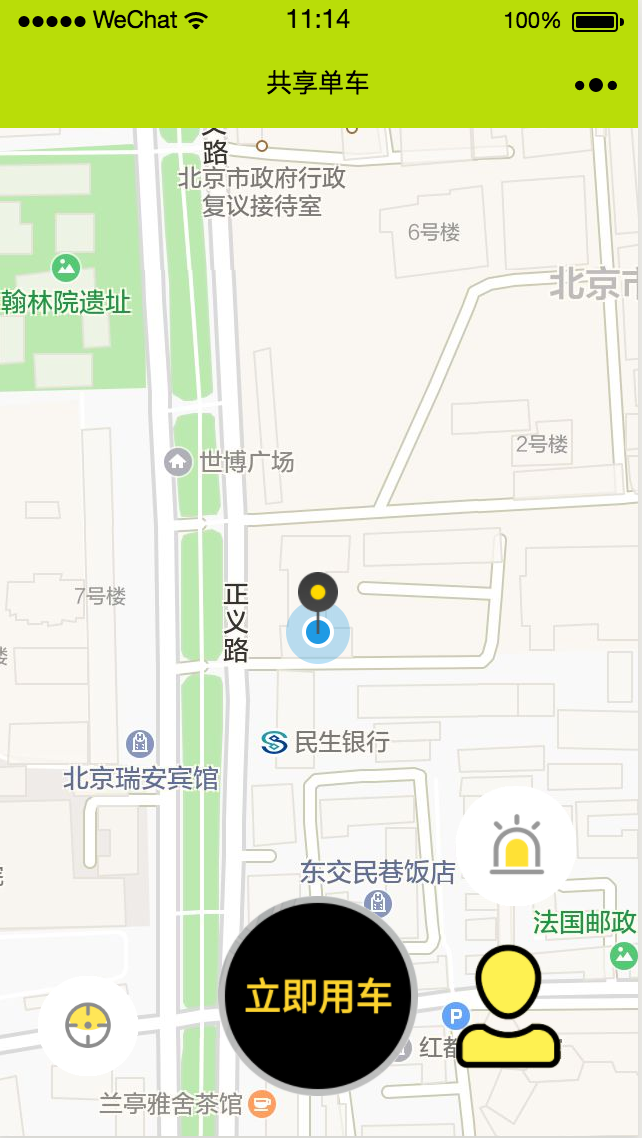 WeChat 11:14 100%
共享单车
义路
北京市政府行政
复议接待室
6号楼
北京市
翰林院遗址
2号楼
世博广场
7号楼
正义路
楼
民生银行
北京瑞安宾馆
东交民巷饭店
法国邮政
立即用车
P
红都
兰亭雅舍茶馆